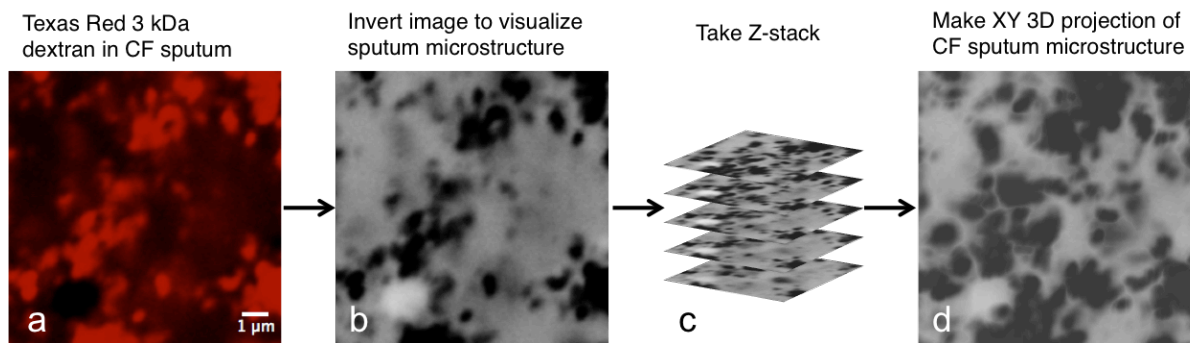 Texas Red 3 kDa
dextran in CF sputum
Invert image to visualize
sputum microstructure
Take Z-stack
Make XY 3D projection of
CF sputum microstructure
a
1 µm
b
c
d